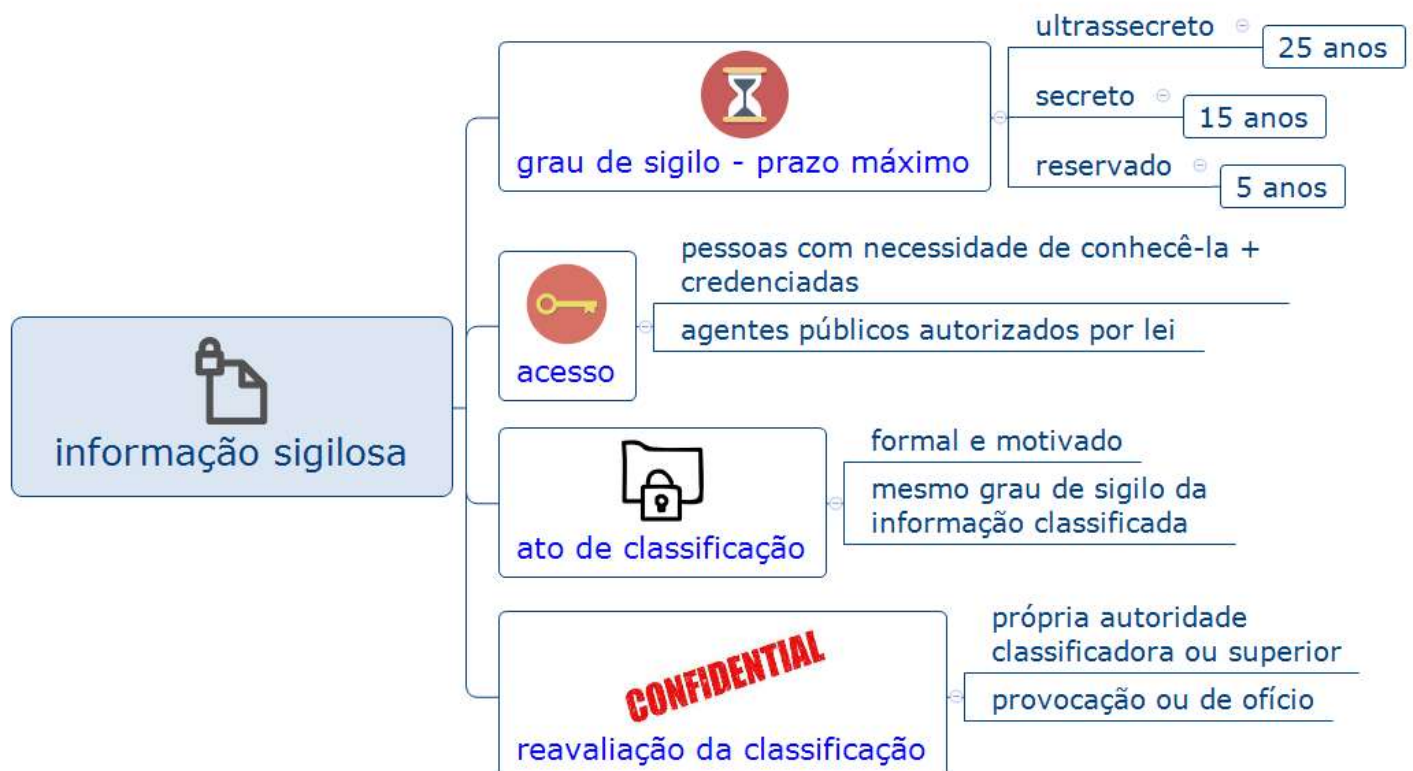 informação sigilosa
grau de sigilo - prazo máximo
ultrassecreto
25 anos
secreto
15 anos
reservado
5 anos
acesso
pessoas com necessidade de conhecê-la +
credenciadas
agentes públicos autorizados por lei
ato de classificação
formal e motivado
mesmo grau de sigilo da
informação classificada
CONFIDENTIAL
reavaliação da classificação
própria autoridade
classificadora ou superior
provocação ou de ofício